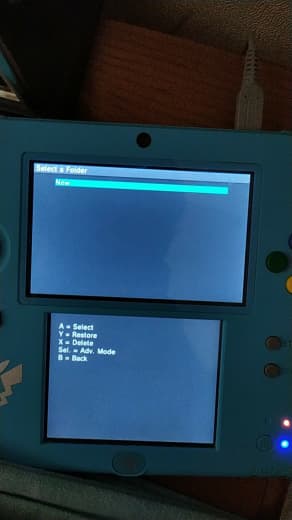 Select a Folder
New
A = Select
Y = Restore
X = Delete
Sel. = Adv. Mode
B = Back